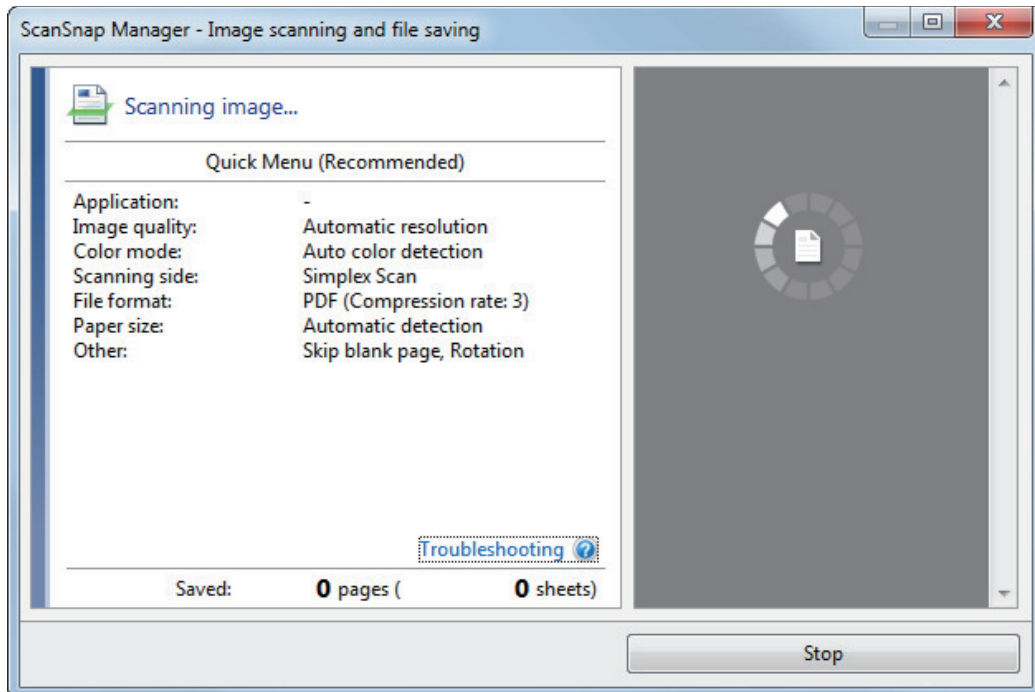 ScanSnap Manager - Image scanning and file saving
Scanning image...
Quick Menu (Recommended)
Application: -
Image quality: Automatic resolution
Color mode: Auto color detection
Scanning side: Simplex Scan
File format: PDF (Compression rate: 3)
Paper size: Automatic detection
Other: Skip blank page, Rotation
Troubleshooting ?
Saved: 0 pages ( 0 sheets)
Stop